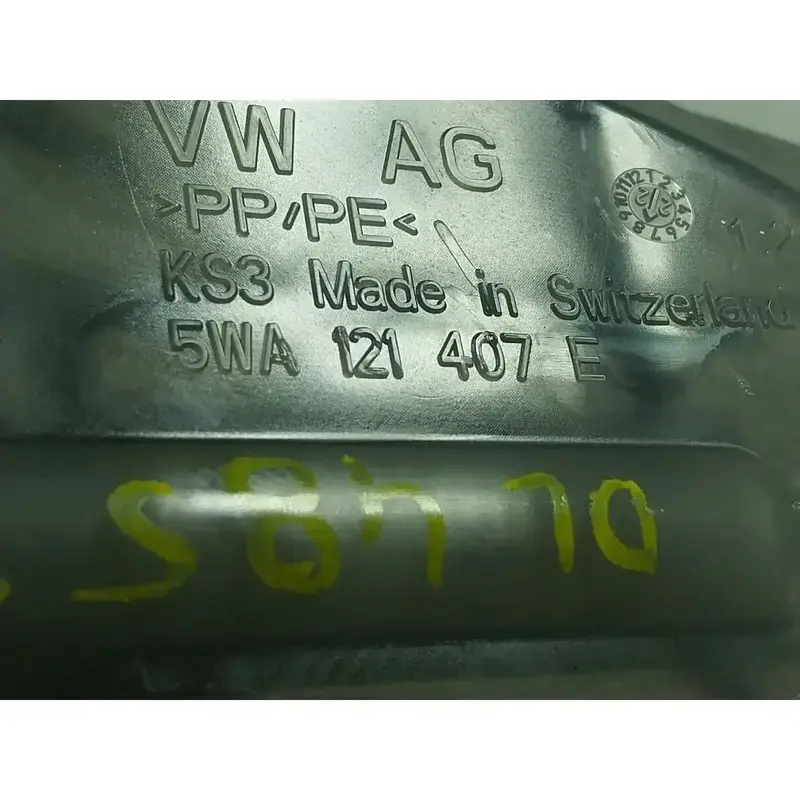 VW AG
>PP/PE<
KS3 Made in Switzerland
5WA 121 407 E